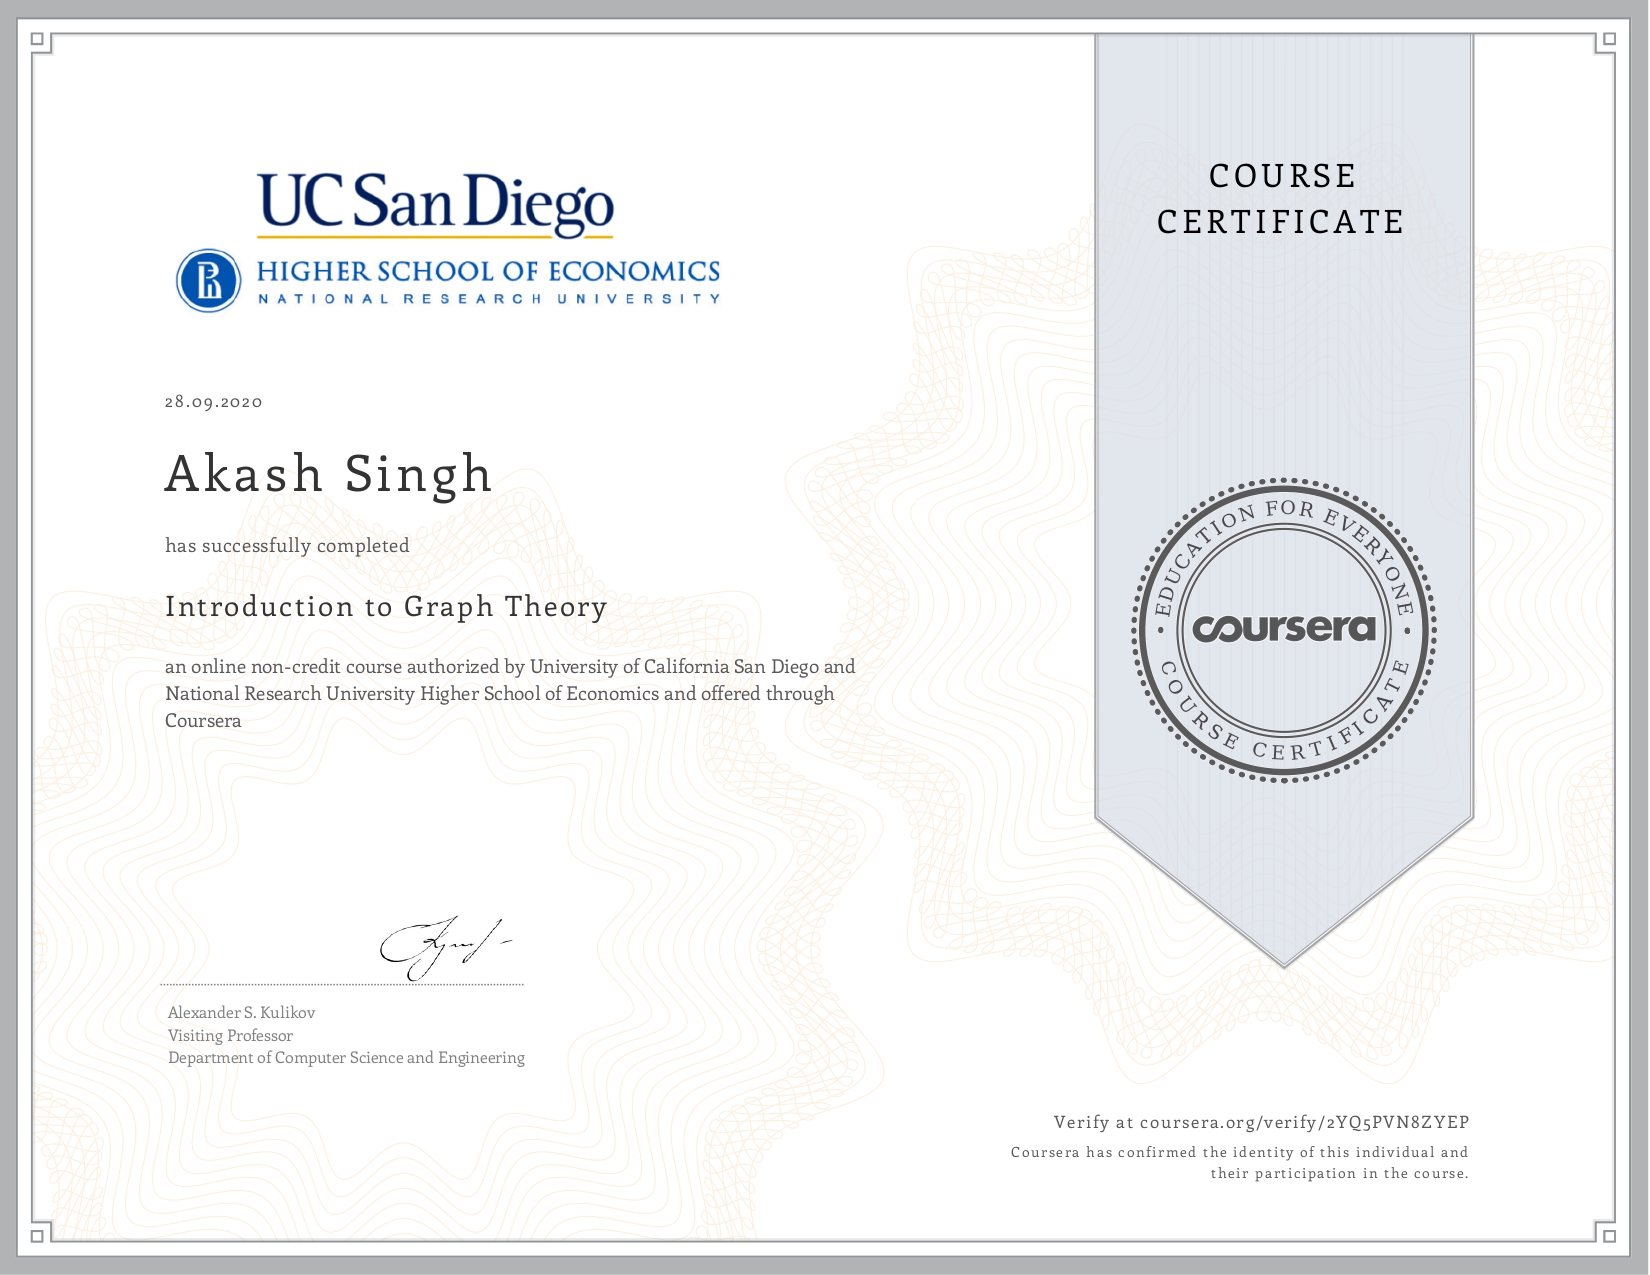 UC San Diego
HIGHER SCHOOL OF ECONOMICS
NATIONAL RESEARCH UNIVERSITY
COURSE
CERTIFICATE
28.09.2020
Akash Singh
has successfully completed
Introduction to Graph Theory
an online non-credit course authorized by University of California San Diego and
National Research University Higher School of Economics and offered through
Coursera
EDUCATION FOR EVERYONE
coursera
COURSE CERTIFICATE
Alexander S. Kulikov
Visiting Professor
Department of Computer Science and Engineering
Verify at coursera.org/verify/2YQ5PVN8ZYEP
Coursera has confirmed the identity of this individual and
their participation in the course.